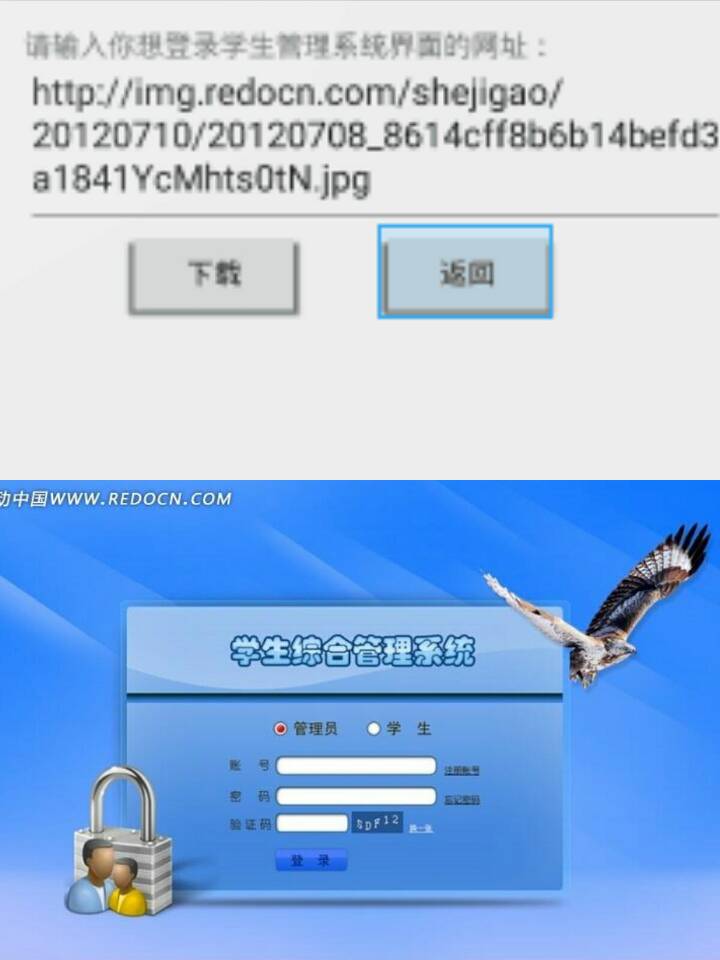 请输入你想登录学生管理系统界面的网址：
http://img.redocn.com/shejigao/
20120710/20120708_8614cff8b6b14befd3
a1841YcMhts0tN.jpg
下载 返回
动中国WWW.REDOCN.COM
学生综合管理系统
管理员 学 生
账 号 注册账号
密 码 忘记密码
验证码 SDF12 换一张
登 录